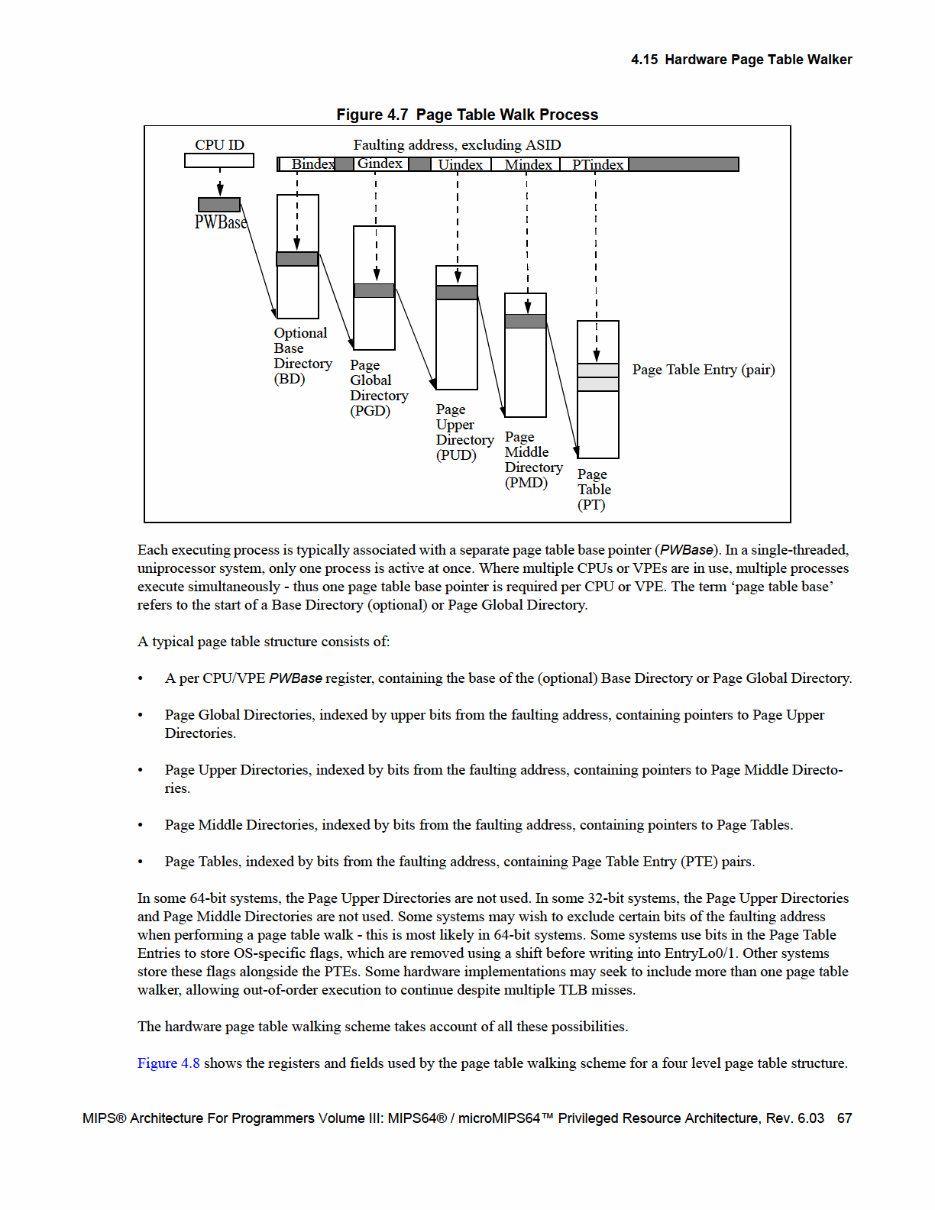 4.15 Hardware Page Table Walker
Figure 4.7 Page Table Walk Process
CPU ID
Faulting address, excluding ASID
Bindex
Gindex
Uindex
Mindex
PTindex
PWBase
Optional
Base
Directory
(BD)
Page
Global
Directory
(PGD)
Page
Upper
Directory
(PUD)
Page
Middle
Directory
(PMD)
Page
Table
(PT)
Page Table Entry (pair)
Each executing process is typically associated with a separate page table base pointer (PWBase). In a single-threaded,
uniprocessor system, only one process is active at once. Where multiple CPUs or VPEs are in use, multiple processes
execute simultaneously - thus one page table base pointer is required per CPU or VPE. The term ‘page table base’
refers to the start of a Base Directory (optional) or Page Global Directory.
A typical page table structure consists of:
• A per CPU/VPE PWBase register, containing the base of the (optional) Base Directory or Page Global Directory.
• Page Global Directories, indexed by upper bits from the faulting address, containing pointers to Page Upper
Directories.
• Page Upper Directories, indexed by bits from the faulting address, containing pointers to Page Middle Directo-
ries.
• Page Middle Directories, indexed by bits from the faulting address, containing pointers to Page Tables.
• Page Tables, indexed by bits from the faulting address, containing Page Table Entry (PTE) pairs.
In some 64-bit systems, the Page Upper Directories are not used. In some 32-bit systems, the Page Upper Directories
and Page Middle Directories are not used. Some systems may wish to exclude certain bits of the faulting address
when performing a page table walk - this is most likely in 64-bit systems. Some systems use bits in the Page Table
Entries to store OS-specific flags, which are removed using a shift before writing into EntryLo0/1. Other systems
store these flags alongside the PTEs. Some hardware implementations may seek to include more than one page table
walker, allowing out-of-order execution to continue despite multiple TLB misses.
The hardware page table walking scheme takes account of all these possibilities.
Figure 4.8 shows the registers and fields used by the page table walking scheme for a four level page table structure.
MIPS® Architecture For Programmers Volume III: MIPS64® / microMIPS64™ Privileged Resource Architecture, Rev. 6.03 67